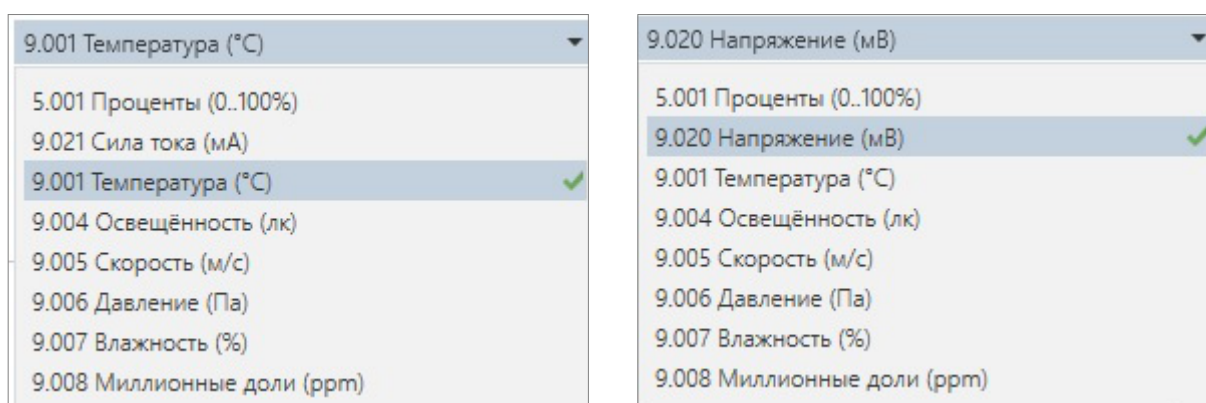 9.001 Температура (°C)
5.001 Проценты (0..100%)
9.021 Сила тока (мА)
9.001 Температура (°C)
9.004 Освещённость (лк)
9.005 Скорость (м/с)
9.006 Давление (Па)
9.007 Влажность (%)
9.008 Миллионные доли (ppm)
9.020 Напряжение (мВ)
5.001 Проценты (0..100%)
9.020 Напряжение (мВ)
9.001 Температура (°C)
9.004 Освещённость (лк)
9.005 Скорость (м/с)
9.006 Давление (Па)
9.007 Влажность (%)
9.008 Миллионные доли (ppm)